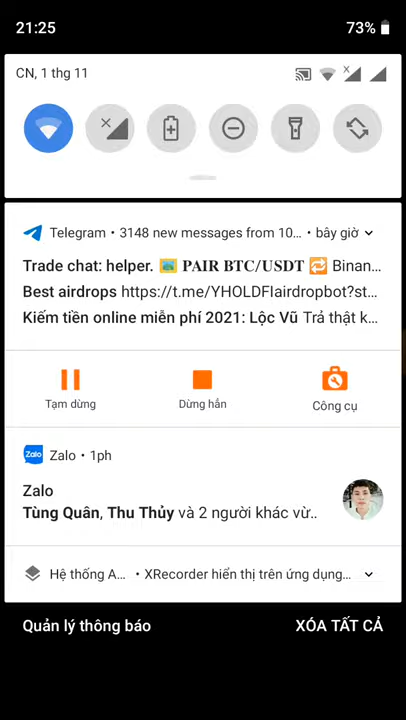 21:25 73%
CN, 1 thg 11
Telegram • 3148 new messages from 10... • bây giờ
Trade chat: helper. 🖼️ 𝐏𝐀𝐈𝐑 𝐁𝐓𝐂/𝐔𝐒𝐃𝐓 🔁 Binan...
Best airdrops https://t.me/YHOLDFIairdropbot?st...
Kiếm tiền online miễn phí 2021: Lộc Vũ Trả thật k...
Tạm dừng Dừng hẳn Công cụ
Zalo Zalo • 1ph
Zalo
Tùng Quân, Thu Thủy và 2 người khác vừ..
Hệ thống A... • XRecorder hiển thị trên ứng dụng...
Quản lý thông báo XÓA TẤT CẢ